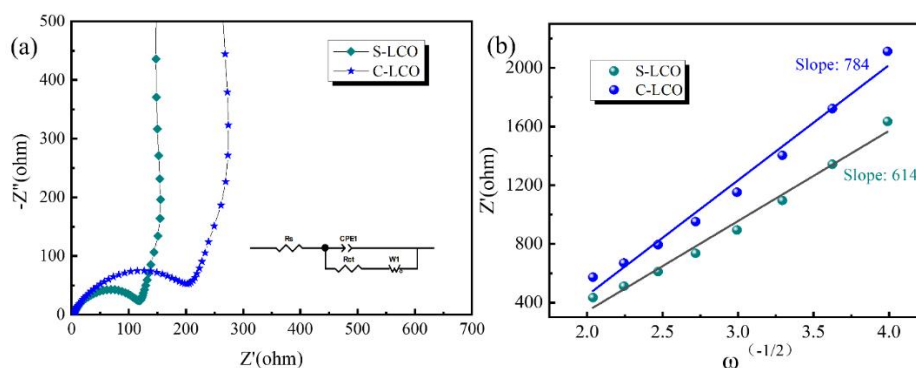 (a)
500
400
300
200
100
0
-Z"(ohm)
S-LCO
C-LCO
Rs
CPE1
Rct
W1
0 100 200 300 400 500 600 700
Z'(ohm)
(b)
2000
1600
1200
800
400
Z'(ohm)
S-LCO
C-LCO
Slope: 784
Slope: 614
2.0 2.5 3.0 3.5 4.0
ω (-1/2)